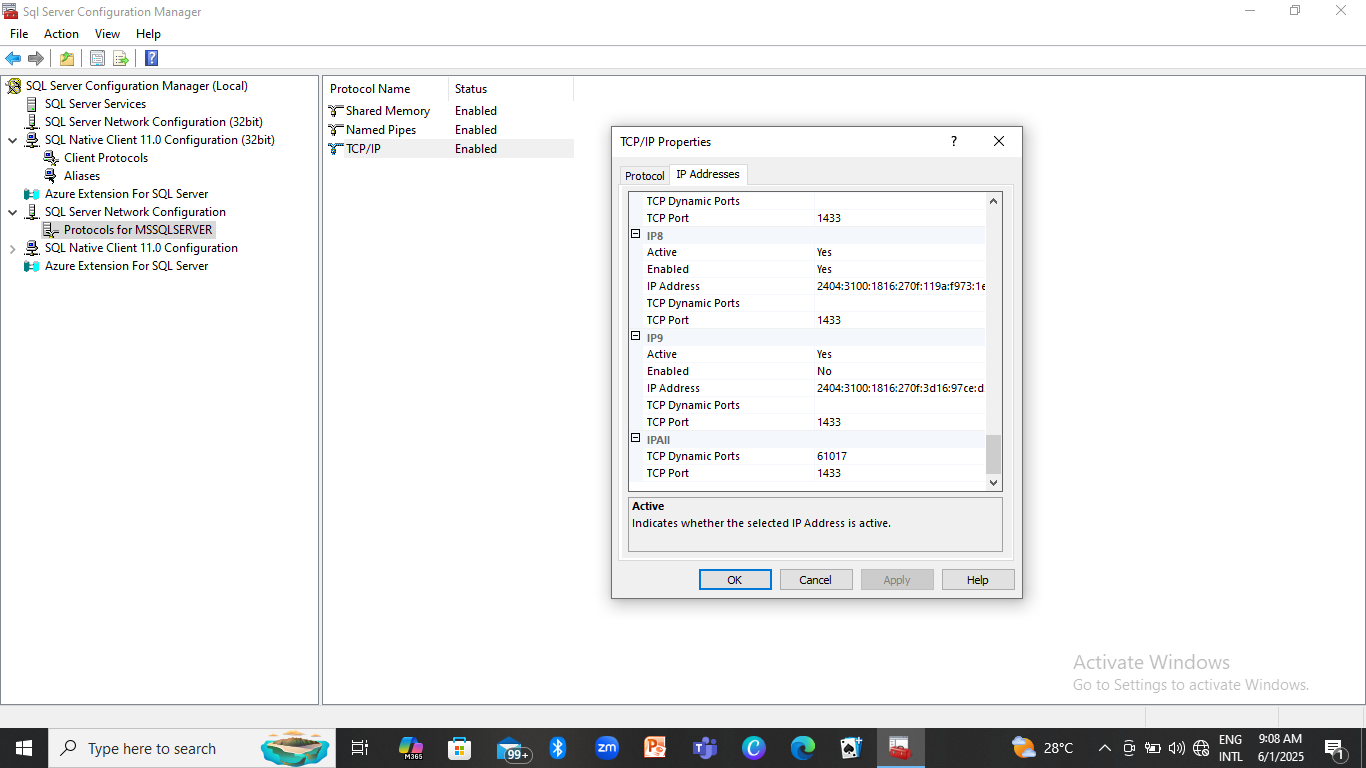 Sql Server Configuration Manager
File Action View Help
SQL Server Configuration Manager (Local)
SQL Server Services
SQL Server Network Configuration (32bit)
SQL Native Client 11.0 Configuration (32bit)
Client Protocols
Aliases
Azure Extension For SQL Server
SQL Server Network Configuration
Protocols for MSSQLSERVER
SQL Native Client 11.0 Configuration
Azure Extension For SQL Server
Protocol Name Status
Shared Memory Enabled
Named Pipes Enabled
TCP/IP Enabled
TCP/IP Properties
Protocol IP Addresses
TCP Dynamic Ports
TCP Port 1433
IP8
Active Yes
Enabled Yes
IP Address 2404:3100:1816:270f:119a:f973:1e
TCP Dynamic Ports
TCP Port 1433
IP9
Active Yes
Enabled No
IP Address 2404:3100:1816:270f:3d16:97ce:d
TCP Dynamic Ports
TCP Port 1433
IPAll
TCP Dynamic Ports 61017
TCP Port 1433
Active
Indicates whether the selected IP Address is active.
OK Cancel Apply Help
Activate Windows
Go to Settings to activate Windows.
Type here to search
M365
99+
zm
28°C
ENG
INTL
9:08 AM
6/1/2025
1